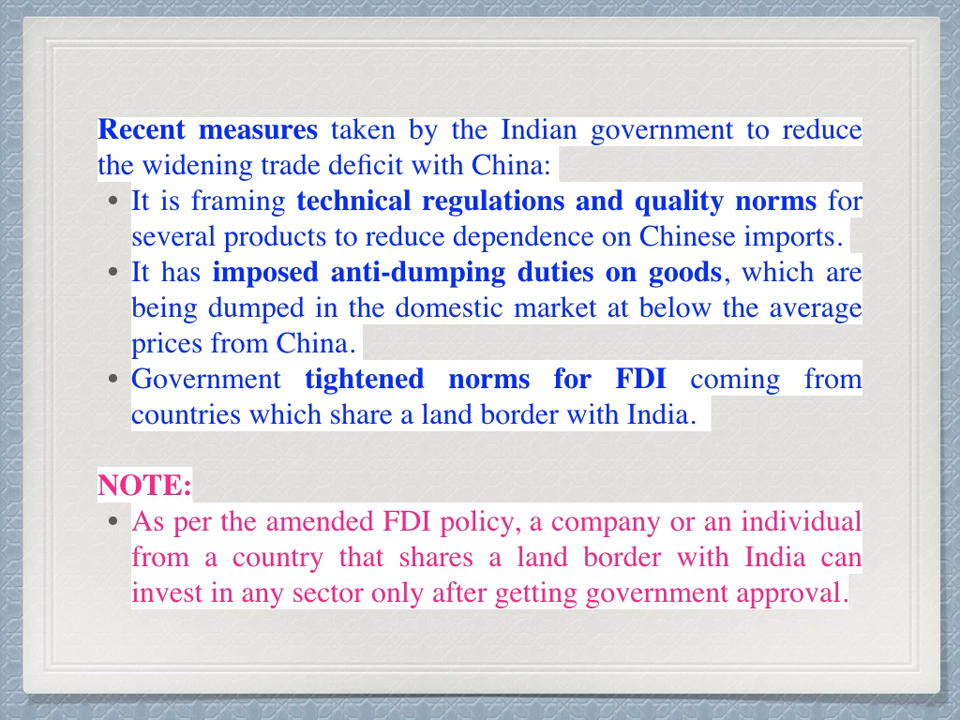 Recent measures taken by the Indian government to reduce
the widening trade deficit with China:
• It is framing technical regulations and quality norms for
several products to reduce dependence on Chinese imports.
• It has imposed anti-dumping duties on goods, which are
being dumped in the domestic market at below the average
prices from China.
• Government tightened norms for FDI coming from
countries which share a land border with India.
NOTE:
• As per the amended FDI policy, a company or an individual
from a country that shares a land border with India can
invest in any sector only after getting government approval.